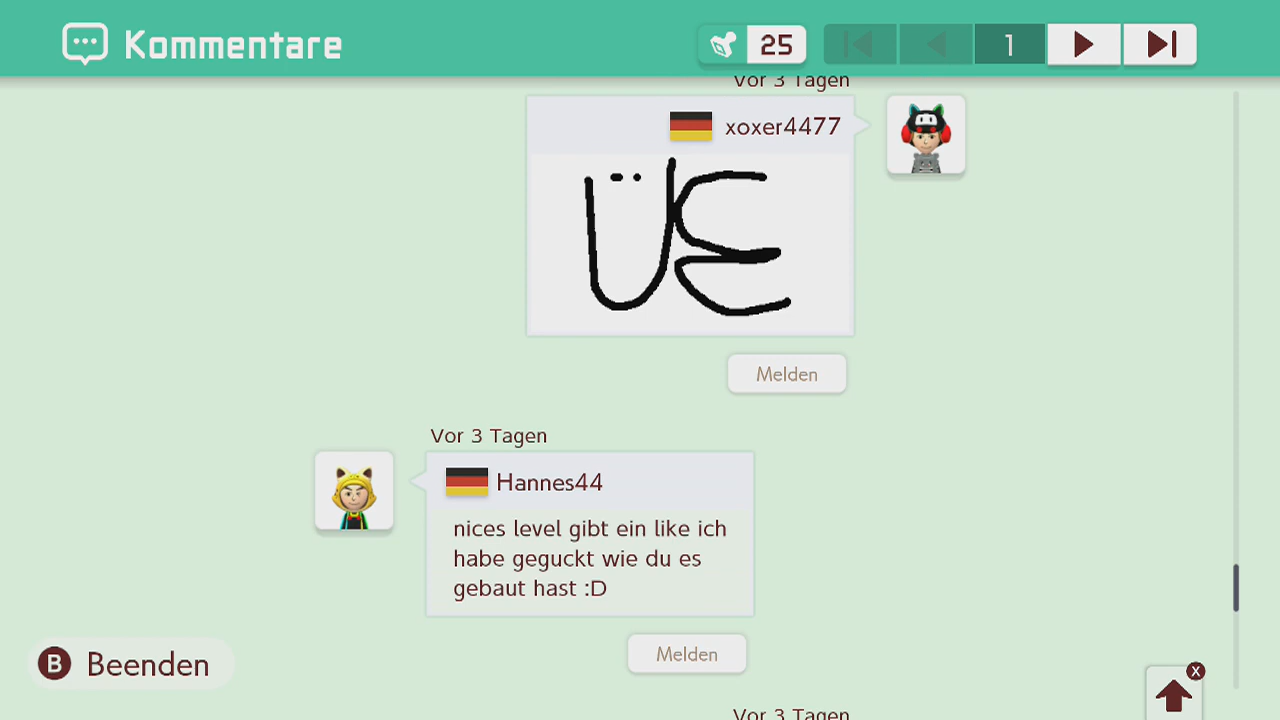 Kommentare
25
1
Vor 3 Tagen
xoxer4477
Melden
Vor 3 Tagen
Hannes44
nices level gibt ein like ich
habe geguckt wie du es
gebaut hast :D
Melden
B Beenden
X
Vor 3 Tagen